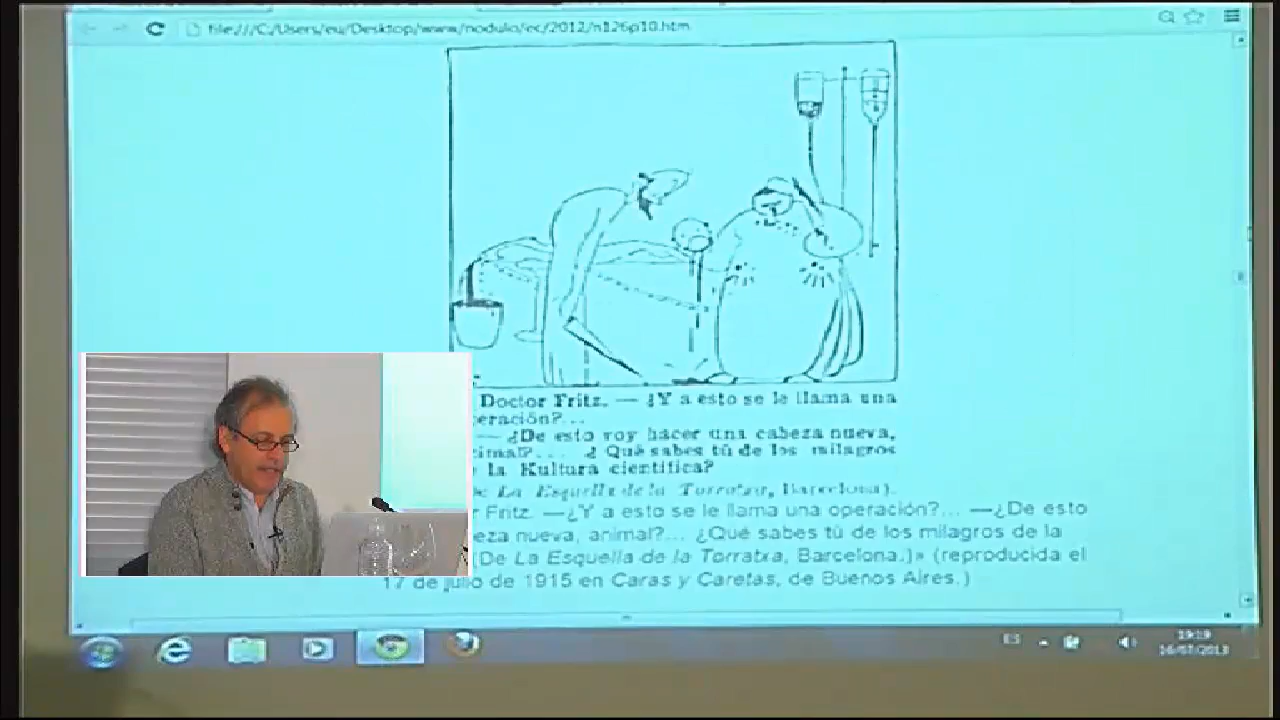 file:///C:/Users/eu/Desktop/www/nodulo/ec/2012/n126p10.htm
Doctor Fritz. — ¿Y a esto se le llama una
eración?...
— ¿De esto voy hacer una cabeza nueva,
imal?... ¿Qué sabes tú de los milagros
la Kultura científica?
La Esquella de la Torratxa, Barcelona).
Fritz. —¿Y a esto se le llama una operación?... —¿De esto
eza nueva, animal?... ¿Qué sabes tú de los milagros de la
(De La Esquella de la Torratxa, Barcelona.)» (reproducida el
17 de julio de 1915 en Caras y Caretas, de Buenos Aires.)
ES
19:19
16/07/2013